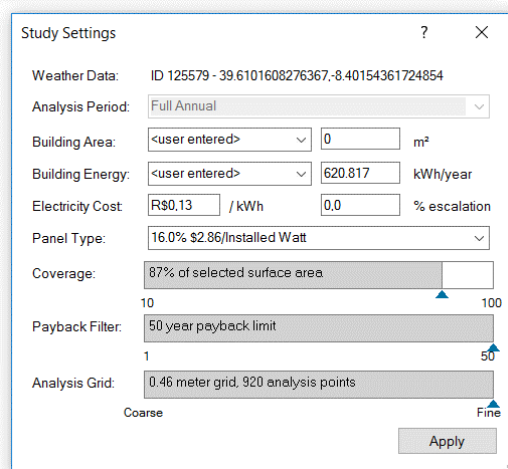 Study Settings ? ×
Weather Data: ID 125579 - 39.6101608276367,-8.40154361724854
Analysis Period: Full Annual
Building Area: <user entered> 0 m²
Building Energy: <user entered> 620.817 kWh/year
Electricity Cost: R$0,13 / kWh 0,0 % escalation
Panel Type: 16.0% $2.86/Installed Watt
Coverage: 87% of selected surface area
10 100
Payback Filter: 50 year payback limit
1 50
Analysis Grid: 0.46 meter grid, 920 analysis points
Coarse Fine
Apply